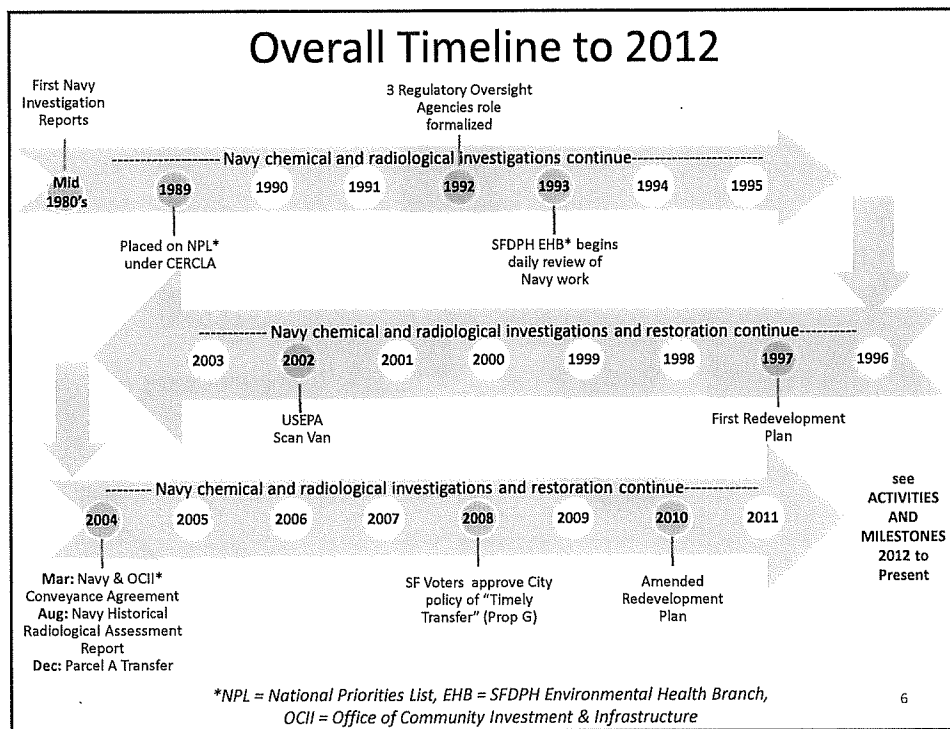 Overall Timeline to 2012
First Navy
Investigation
Reports
3 Regulatory Oversight
Agencies role
formalized
--------------- Navy chemical and radiological investigations continue---------------
Mid
1980's
1989
1990
1991
1992
1993
1994
1995
Placed on NPL*
under CERCLA
SFDPH EHB* begins
daily review of
Navy work
---------- Navy chemical and radiological investigations and restoration continue--------
2003
2002
2001
2000
1999
1998
1997
1996
USEPA
Scan Van
First Redevelopment
Plan
-------- Navy chemical and radiological investigations and restoration continue----------
2004
2005
2006
2007
2008
2009
2010
2011
see
ACTIVITIES
AND
MILESTONES
2012 to
Present
Mar: Navy & OCII*
Conveyance Agreement
Aug: Navy Historical
Radiological Assessment
Report
Dec: Parcel A Transfer
SF Voters approve City
policy of "Timely
Transfer" (Prop G)
Amended
Redevelopment
Plan
*NPL = National Priorities List, EHB = SFDPH Environmental Health Branch,
OCII = Office of Community Investment & Infrastructure
6